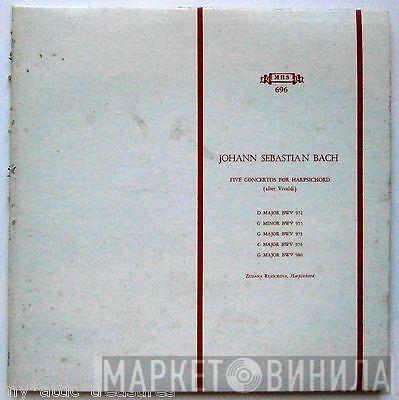 MHS
696
JOHANN SEBASTIAN BACH
FIVE CONCERTOS FOR HARPSICHORD
(after Vivaldi)
D MAJOR BWV 972
G MINOR BWV 975
G MAJOR BWV 973
C MAJOR BWV 976
G MAJOR BWV 980
ZUZANA RUZICKOVA, Harpsichord
МАРКЕТ ВИНИЛА
my_attic_treasures